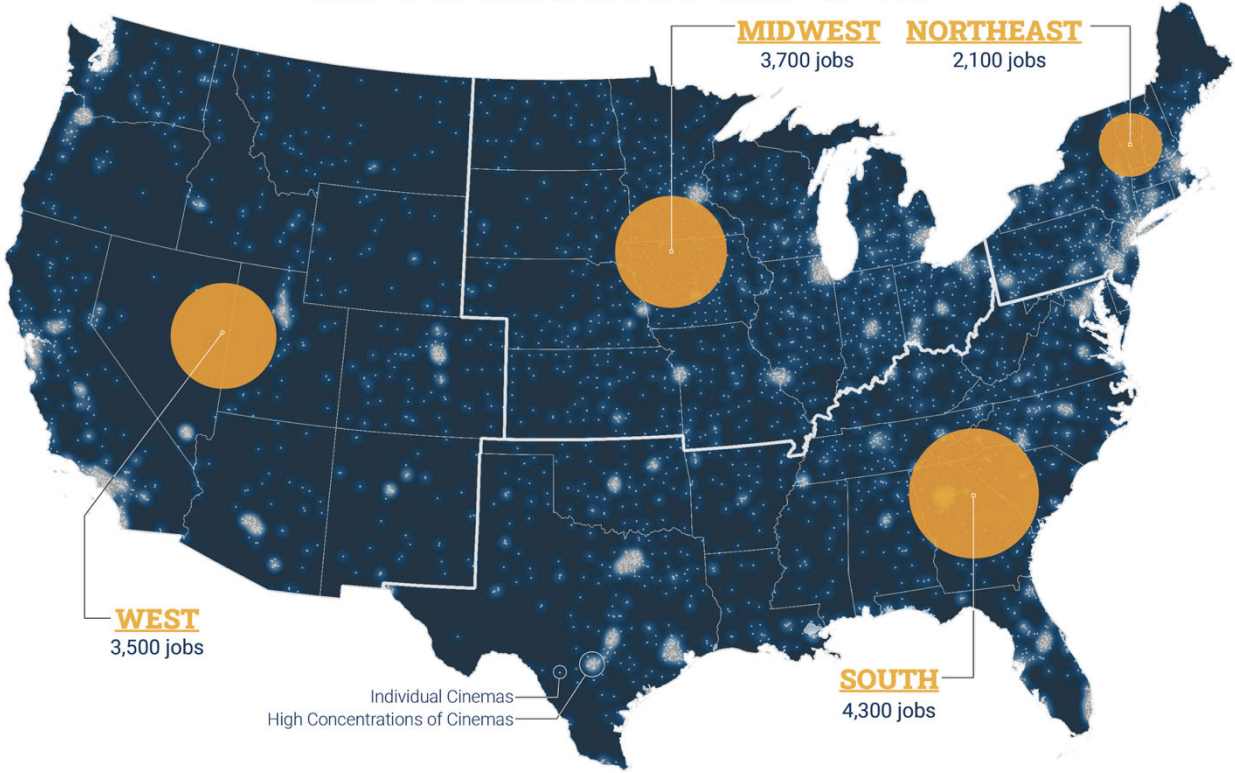 MIDWEST
3,700 jobs
NORTHEAST
2,100 jobs
WEST
3,500 jobs
Individual Cinemas
High Concentrations of Cinemas
SOUTH
4,300 jobs